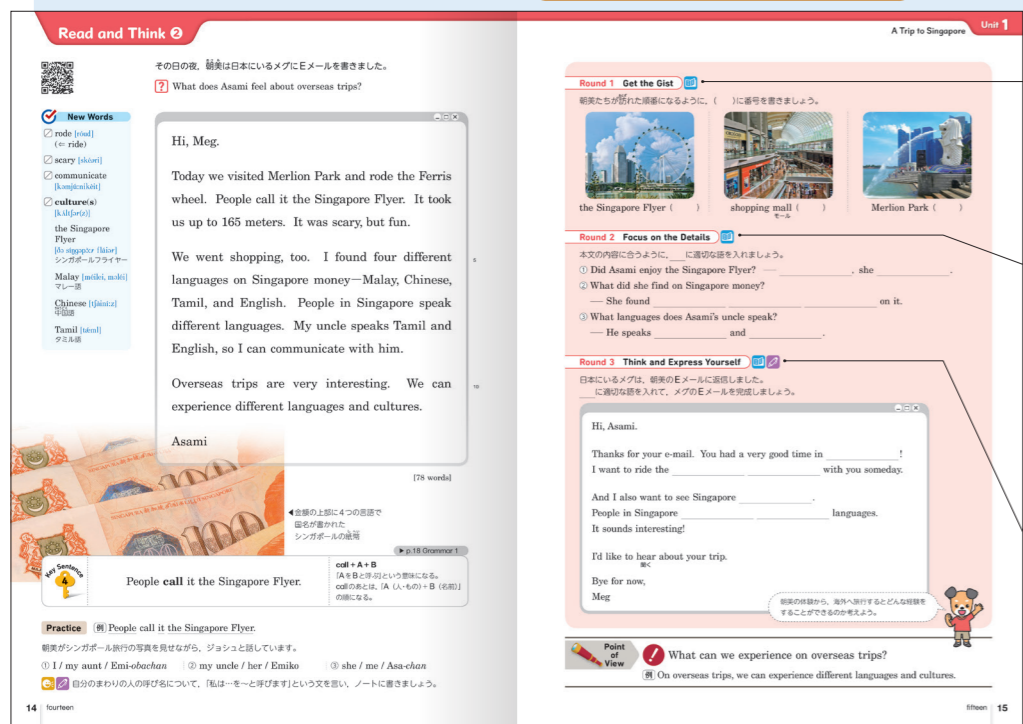 Read and Think ❷
その日の夜，朝美は日本にいるメグにEメールを書きました。
? What does Asami feel about overseas trips?
New Words
rode [róud]
(⇐ ride)
scary [skéəri]
communicate
[kəmjúːnikèit]
culture(s)
[kʌ́ltʃər(z)]
the Singapore
Flyer
シンガポールフライヤー
Malay [méilei, məléi]
マレー語
Chinese [tʃàiníːz]
中国語
Tamil [tǽml]
タミル語
Hi, Meg.
Today we visited Merlion Park and rode the Ferris
wheel. People call it the Singapore Flyer. It took
us up to 165 meters. It was scary, but fun.
We went shopping, too. I found four different
5
languages on Singapore money—Malay, Chinese,
Tamil, and English. People in Singapore speak
different languages. My uncle speaks Tamil and
English, so I can communicate with him.
Overseas trips are very interesting. We can
10
experience different languages and cultures.
Asami
[78 words]
◀金額の上部に4つの言語で
国名が書かれた
シンガポールの紙幣
▶ p.18 Grammar 1
Key Sentence
4
People call it the Singapore Flyer.
call + A + B
「AをBと呼ぶ」という意味になる。
callのあとは，「A（人・もの）+ B（名前）」
の順になる。
Practice 例 People call it the Singapore Flyer.
朝美がシンガポール旅行の写真を見せながら，ジョシュと話しています。
① I / my aunt / Emi-obachan ② my uncle / her / Emiko ③ she / me / Asa-chan
自分のまわりの人の呼び名について，「私は…を～と呼びます」という文を言い，ノートに書きましょう。
14 fourteen
A Trip to Singapore
Unit 1
Round 1 Get the Gist
朝美たちが訪れた順番になるように，（ ）に番号を書きましょう。
the Singapore Flyer ( )
shopping mall ( )
モール
Merlion Park ( )
Round 2 Focus on the Details
本文の内容に合うように，___に適切な語を入れましょう。
① Did Asami enjoy the Singapore Flyer? — ________, she ________.
② What did she find on Singapore money?
— She found ________ ________ ________ on it.
③ What languages does Asami's uncle speak?
— He speaks ________ and ________.
Round 3 Think and Express Yourself
日本にいるメグは，朝美のEメールに返信しました。
___に適切な語を入れて，メグのEメールを完成しましょう。
Hi, Asami.
Thanks for your e-mail. You had a very good time in ________!
I want to ride the ________ ________ with you someday.
And I also want to see Singapore ________.
People in Singapore ________ ________ languages.
It sounds interesting!
I'd like to hear about your trip.
聞く
Bye for now,
Meg
朝美の体験から，海外へ旅行するとどんな経験を
することができるのか考えよう。
Point
of
View
! What can we experience on overseas trips?
例 On overseas trips, we can experience different languages and cultures.
fifteen 15